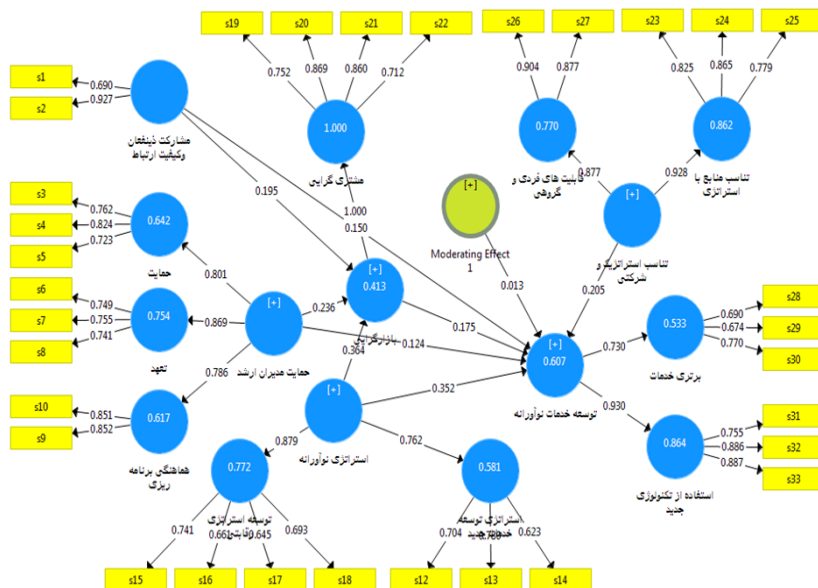 s19
s20
s21
s22
s26
s27
s23
s24
s25
0.752
0.869
0.860
0.712
0.904
0.877
0.825
0.865
0.779
s1
s2
0.690
0.927
مشارکت ذینفعان
وکیفیت ارتباط
1.000
مشتری گرایی
0.770
قابلیت های فردی و
گروهی
0.862
تناسب منابع با
استراتژی
0.877
0.928
0.195
1.000
0.150
[+]
Moderating Effect
1
0.013
[+]
تناسب استراتژیک و
شرکتی
0.205
s3
s4
s5
0.762
0.824
0.723
0.642
حمایت
0.801
s6
s7
s8
0.749
0.755
0.741
0.754
تعهد
0.869
[+]
حمایت مدیران ارشد
0.236
[+]
0.413
بازارگرایی
0.175
0.124
0.364
[+]
0.607
توسعه خدمات نوآورانه
0.730
0.533
برتری خدمات
0.690
0.674
0.770
s28
s29
s30
0.786
s10
s9
0.851
0.852
0.617
هماهنگی برنامه
ریزی
[+]
استراتژی نوآورانه
0.352
0.879
0.762
0.930
0.864
استفاده از تکنولوژی
جدید
0.755
0.886
0.887
s31
s32
s33
0.772
توسعه استراتژی
0.741
0.661
0.645
0.693
s15
s16
s17
s18
0.581
استراتژی توسعه
جدید
0.704
0.623
s12
s13
s14